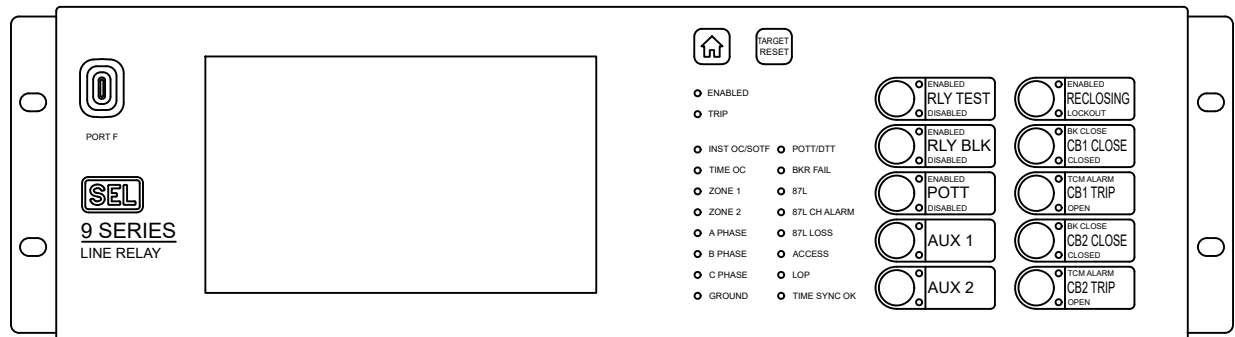 PORT F
SEL
9 SERIES
LINE RELAY
TARGET
RESET
ENABLED
TRIP
INST OC/SOTF
TIME OC
ZONE 1
ZONE 2
A PHASE
B PHASE
C PHASE
GROUND
POTT/DTT
BKR FAIL
87L
87L CH ALARM
87L LOSS
ACCESS
LOP
TIME SYNC OK
ENABLED
RLY TEST
DISABLED
ENABLED
RLY BLK
DISABLED
ENABLED
POTT
DISABLED
AUX 1
AUX 2
ENABLED
RECLOSING
LOCKOUT
BK CLOSE
CB1 CLOSE
CLOSED
TCM ALARM
CB1 TRIP
OPEN
BK CLOSE
CB2 CLOSE
CLOSED
TCM ALARM
CB2 TRIP
OPEN